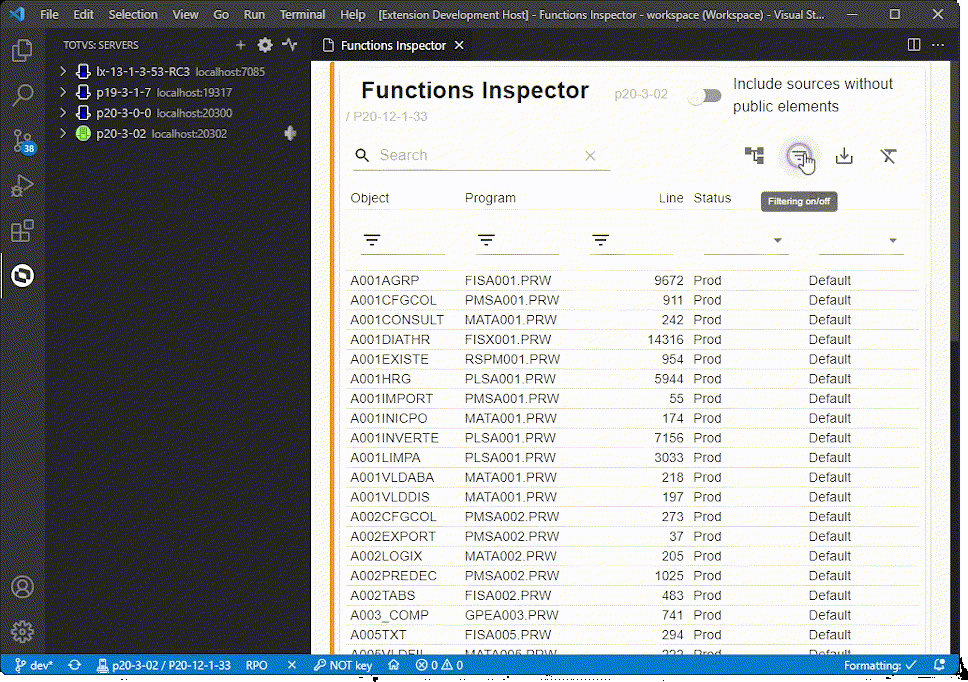 File Edit Selection View Go Run Terminal Help [Extension Development Host] - Functions Inspector - workspace (Workspace) - Visual St...
TOTVS: SERVERS
lx-13-1-3-53-RC3 localhost:7085
p19-3-1-7 localhost:19317
p20-3-0-0 localhost:20300
p20-3-02 localhost:20302
38
Functions Inspector
Functions Inspector p20-3-02
/ P20-12-1-33
Include sources without
public elements
Search
Filtering on/off
Object Program Line Status
A001AGRP FISA001.PRW 9672 Prod Default
A001CFGCOL PMSA001.PRW 911 Prod Default
A001CONSULT MATA001.PRW 242 Prod Default
A001DIATHR FISX001.PRW 14316 Prod Default
A001EXISTE RSPM001.PRW 954 Prod Default
A001HRG PLSA001.PRW 5944 Prod Default
A001IMPORT PMSA001.PRW 55 Prod Default
A001INICPO MATA001.PRW 174 Prod Default
A001INVERTE PLSA001.PRW 7156 Prod Default
A001LIMPA PLSA001.PRW 3033 Prod Default
A001VLDABA MATA001.PRW 218 Prod Default
A001VLDDIS MATA001.PRW 197 Prod Default
A002CFGCOL PMSA002.PRW 273 Prod Default
A002EXPORT PMSA002.PRW 37 Prod Default
A002LOGIX MATA002.PRW 205 Prod Default
A002PREDEC PMSA002.PRW 1025 Prod Default
A002TABS FISA002.PRW 483 Prod Default
A003_COMP GPEA003.PRW 741 Prod Default
A005TXT FISA005.PRW 294 Prod Default
Prod Default
dev* p20-3-02 / P20-12-1-33 RPO NOT key 0 0 Formatting: